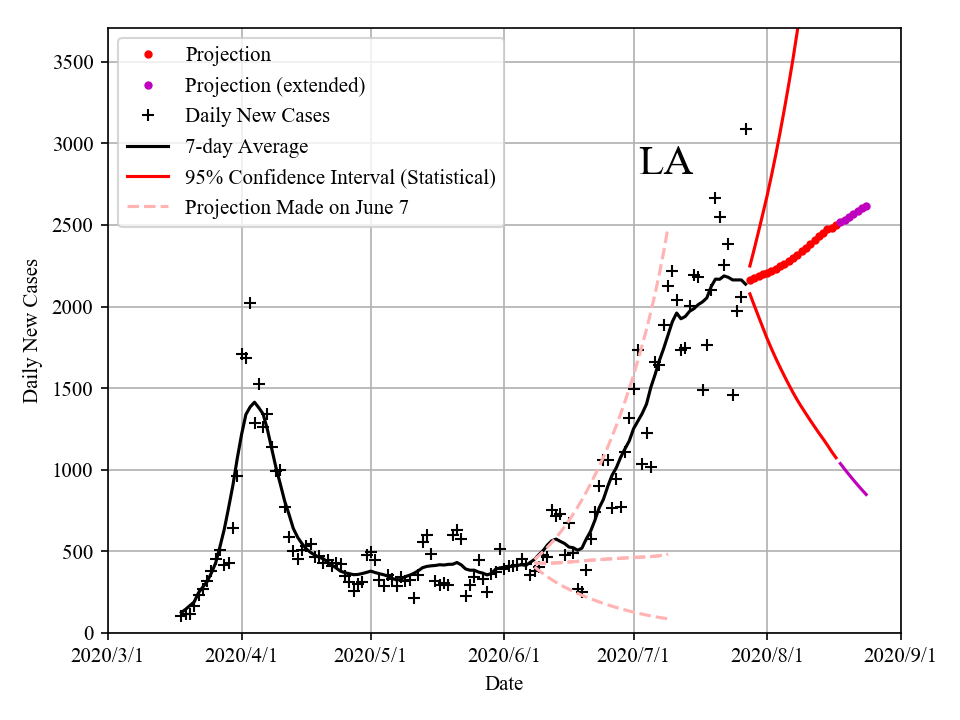 Projection
Projection (extended)
Daily New Cases
7-day Average
95% Confidence Interval (Statistical)
Projection Made on June 7
LA
3500
3000
2500
2000
1500
1000
500
0
Daily New Cases
2020/3/1 2020/4/1 2020/5/1 2020/6/1 2020/7/1 2020/8/1 2020/9/1
Date